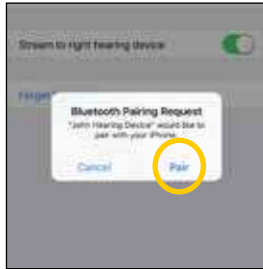 Stream to right hearing device
Forget
Bluetooth Pairing Request
"John Hearing Device" would like to
pair with your iPhone.
Cancel
Pair